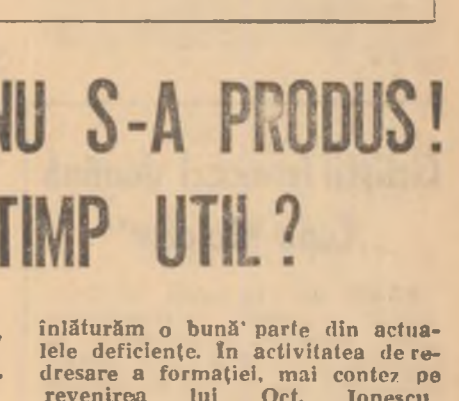 NU S-A PRODUS!
TIMP UTIL?
înlăturăm o bună parte din actua-
lele deficiențe. În activitatea de re-
dresare a formației, mai contez pe
revenirea lui Oct. Ionescu,